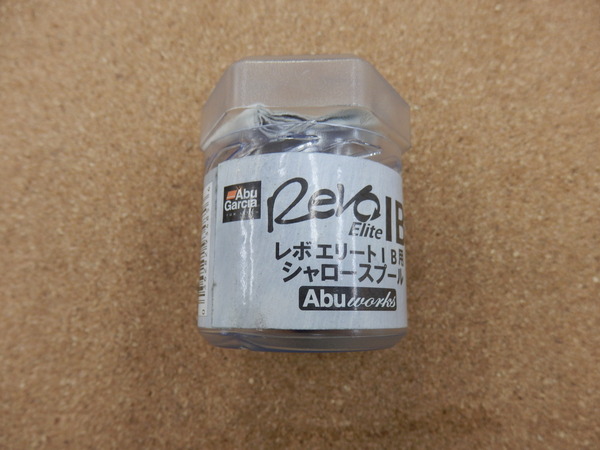 Abu
Garcia
Revo
Elite IB
レボ エリート IB用
シャロースプール
Abu works